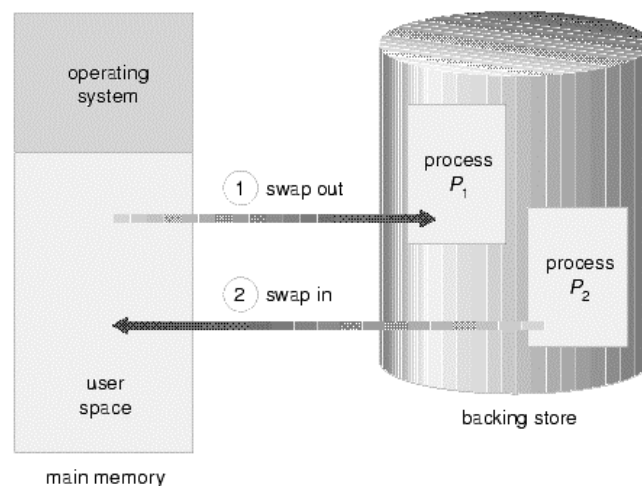 operating
system
process
P1
1 swap out
process
P2
2 swap in
user
space
backing store
main memory